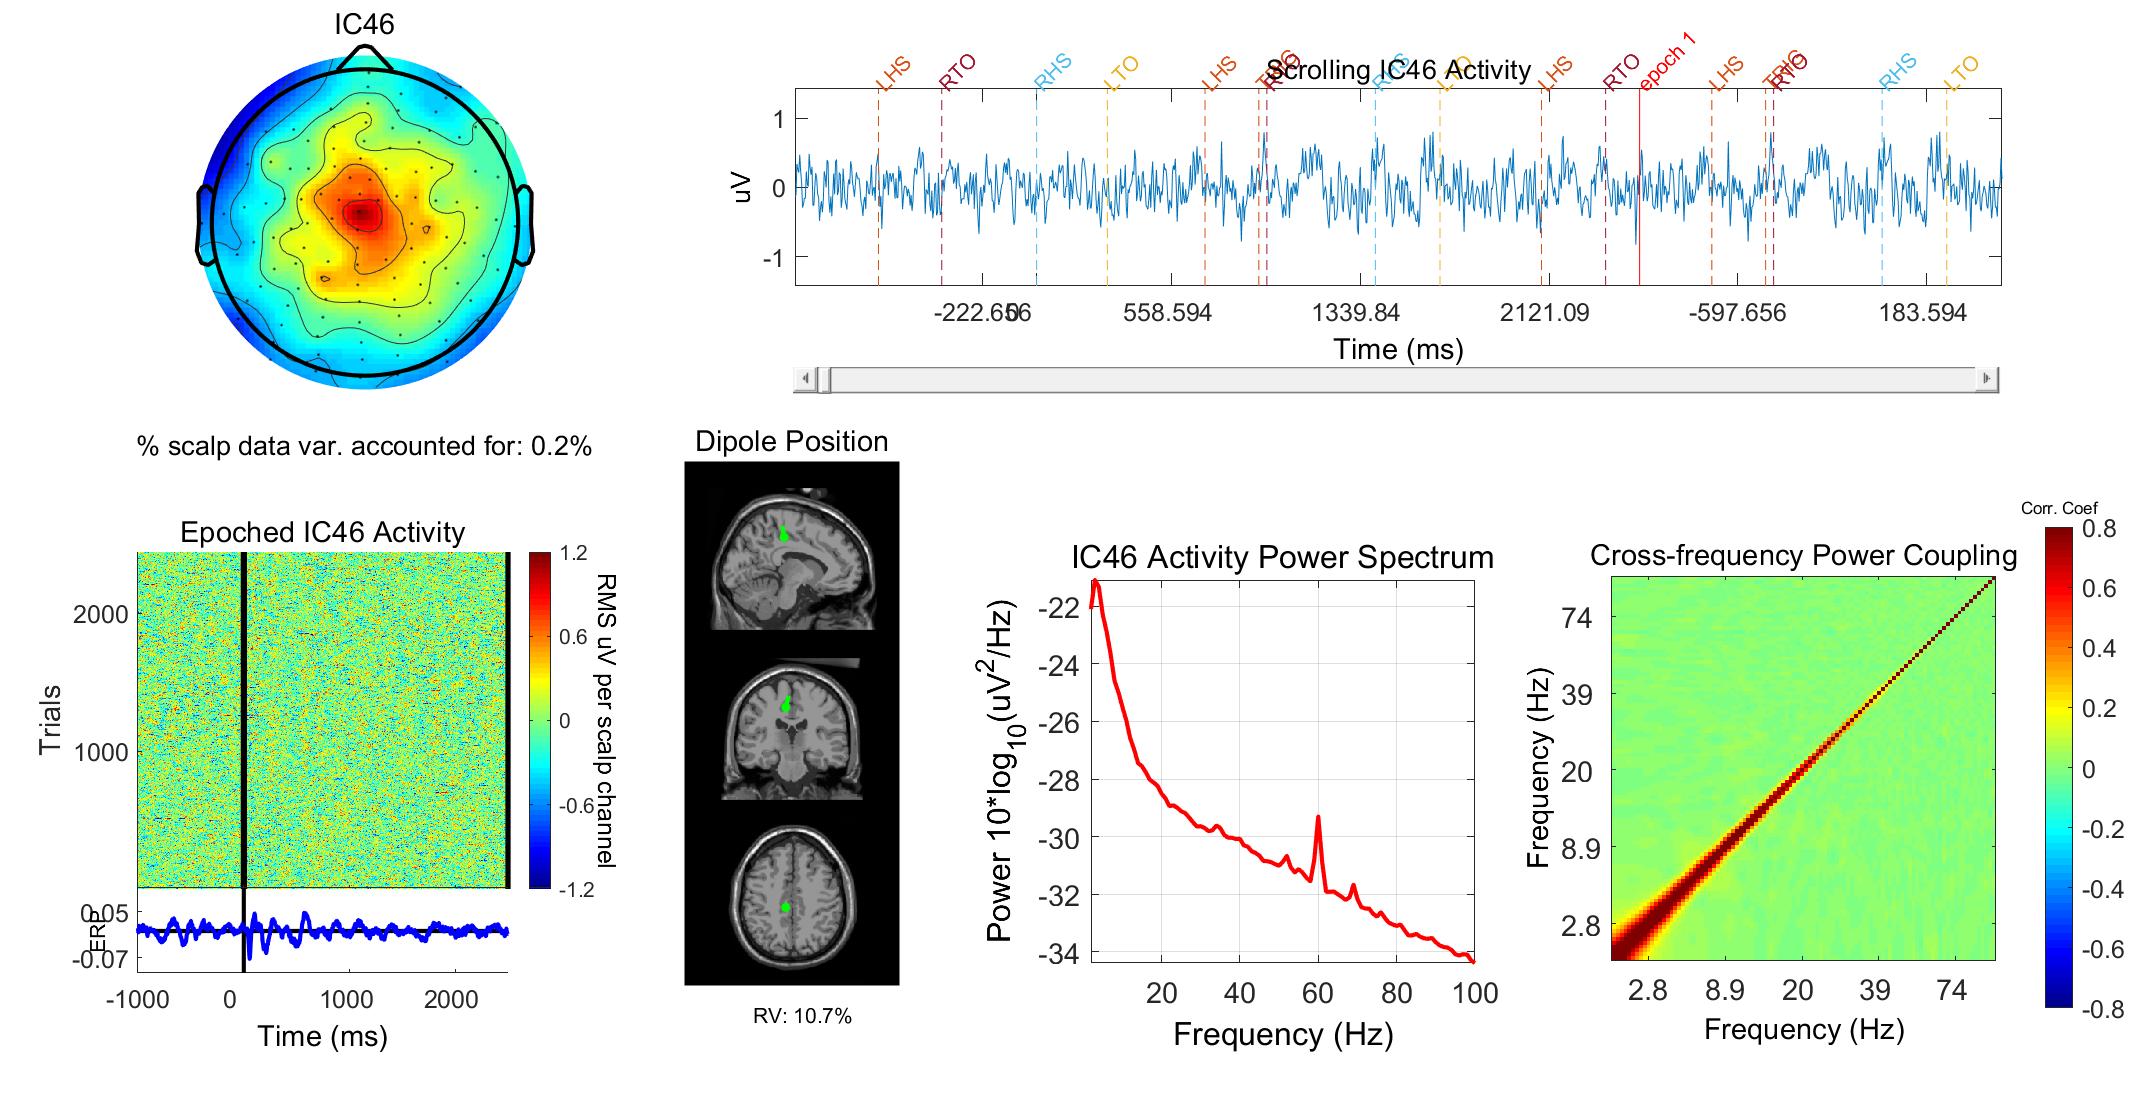 IC46
% scalp data var. accounted for: 0.2%
Scrolling IC46 Activity
LHS RTO RHS LTO LHS RTO RHS LTO LHS RTO epoch 1 LHS RTO RHS LTO
uV
1
0
-1
-222.656 558.594 1339.84 2121.09 -597.656 183.594
Time (ms)
Epoched IC46 Activity
Trials
2000
1000
1.2
0.6
0
-0.6
-1.2
RMS uV per scalp channel
ERP
0.05
-0.07
-1000 0 1000 2000
Time (ms)
Dipole Position
RV: 10.7%
IC46 Activity Power Spectrum
Power 10*log10(uV2/Hz)
-22
-24
-26
-28
-30
-32
-34
20 40 60 80 100
Frequency (Hz)
Cross-frequency Power Coupling
Frequency (Hz)
74
39
20
8.9
2.8
2.8 8.9 20 39 74
Frequency (Hz)
Corr. Coef
0.8
0.6
0.4
0.2
0
-0.2
-0.4
-0.6
-0.8